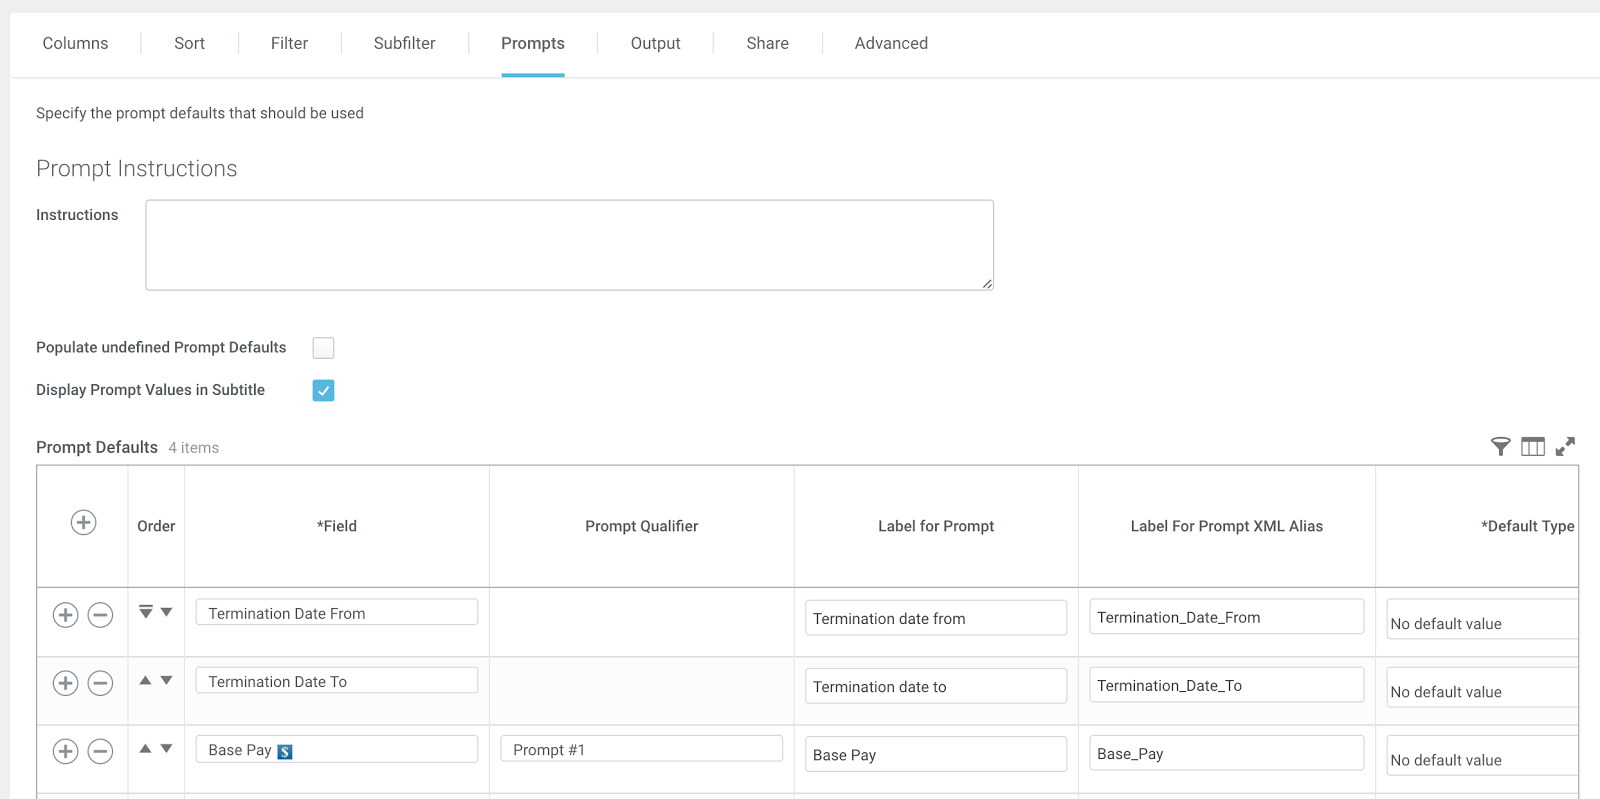 Columns Sort Filter Subfilter Prompts Output Share Advanced
Specify the prompt defaults that should be used
Prompt Instructions
Instructions
Populate undefined Prompt Defaults
Display Prompt Values in Subtitle
Prompt Defaults 4 items
Order *Field Prompt Qualifier Label for Prompt Label For Prompt XML Alias *Default Type
Termination Date From Termination date from Termination_Date_From No default value
Termination Date To Termination date to Termination_Date_To No default value
Base Pay $ Prompt #1 Base Pay Base_Pay No default value